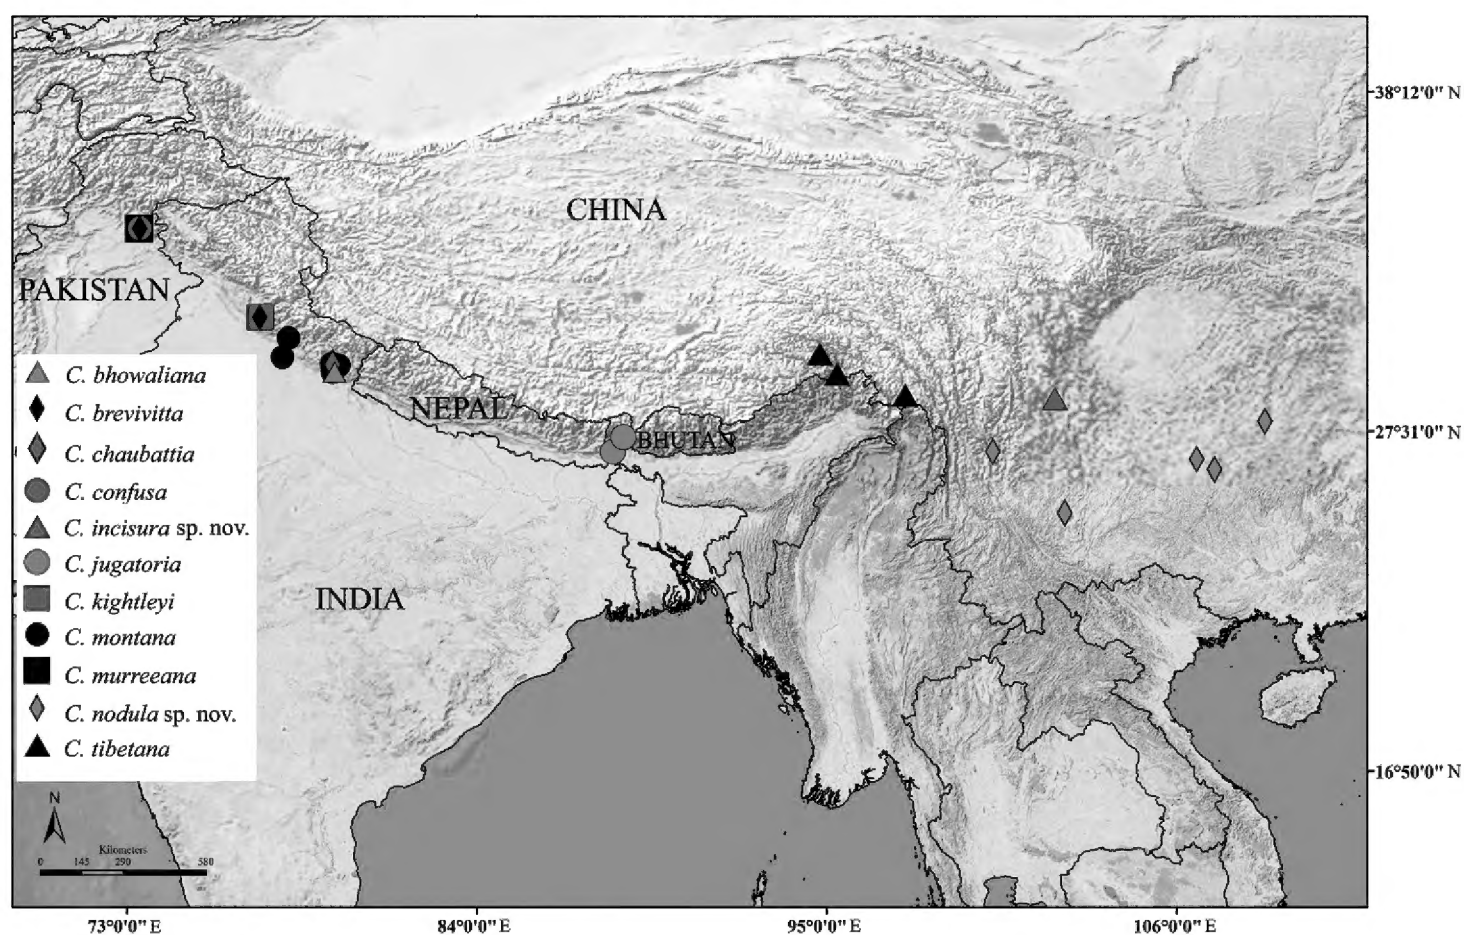 38°12'0" N
CHINA
PAKISTAN
C. bhowaliana
C. brevivitta
C. chaubattia
C. confusa
C. incisura sp. nov.
C. jugatoria
C. kightleyi
C. montana
C. murreeana
C. nodula sp. nov.
C. tibetana
NEPAL
BHUTAN
27°31'0" N
INDIA
16°50'0" N
N
Kilometers
0 145 290 580
73°0'0" E 84°0'0" E 95°0'0" E 106°0'0" E